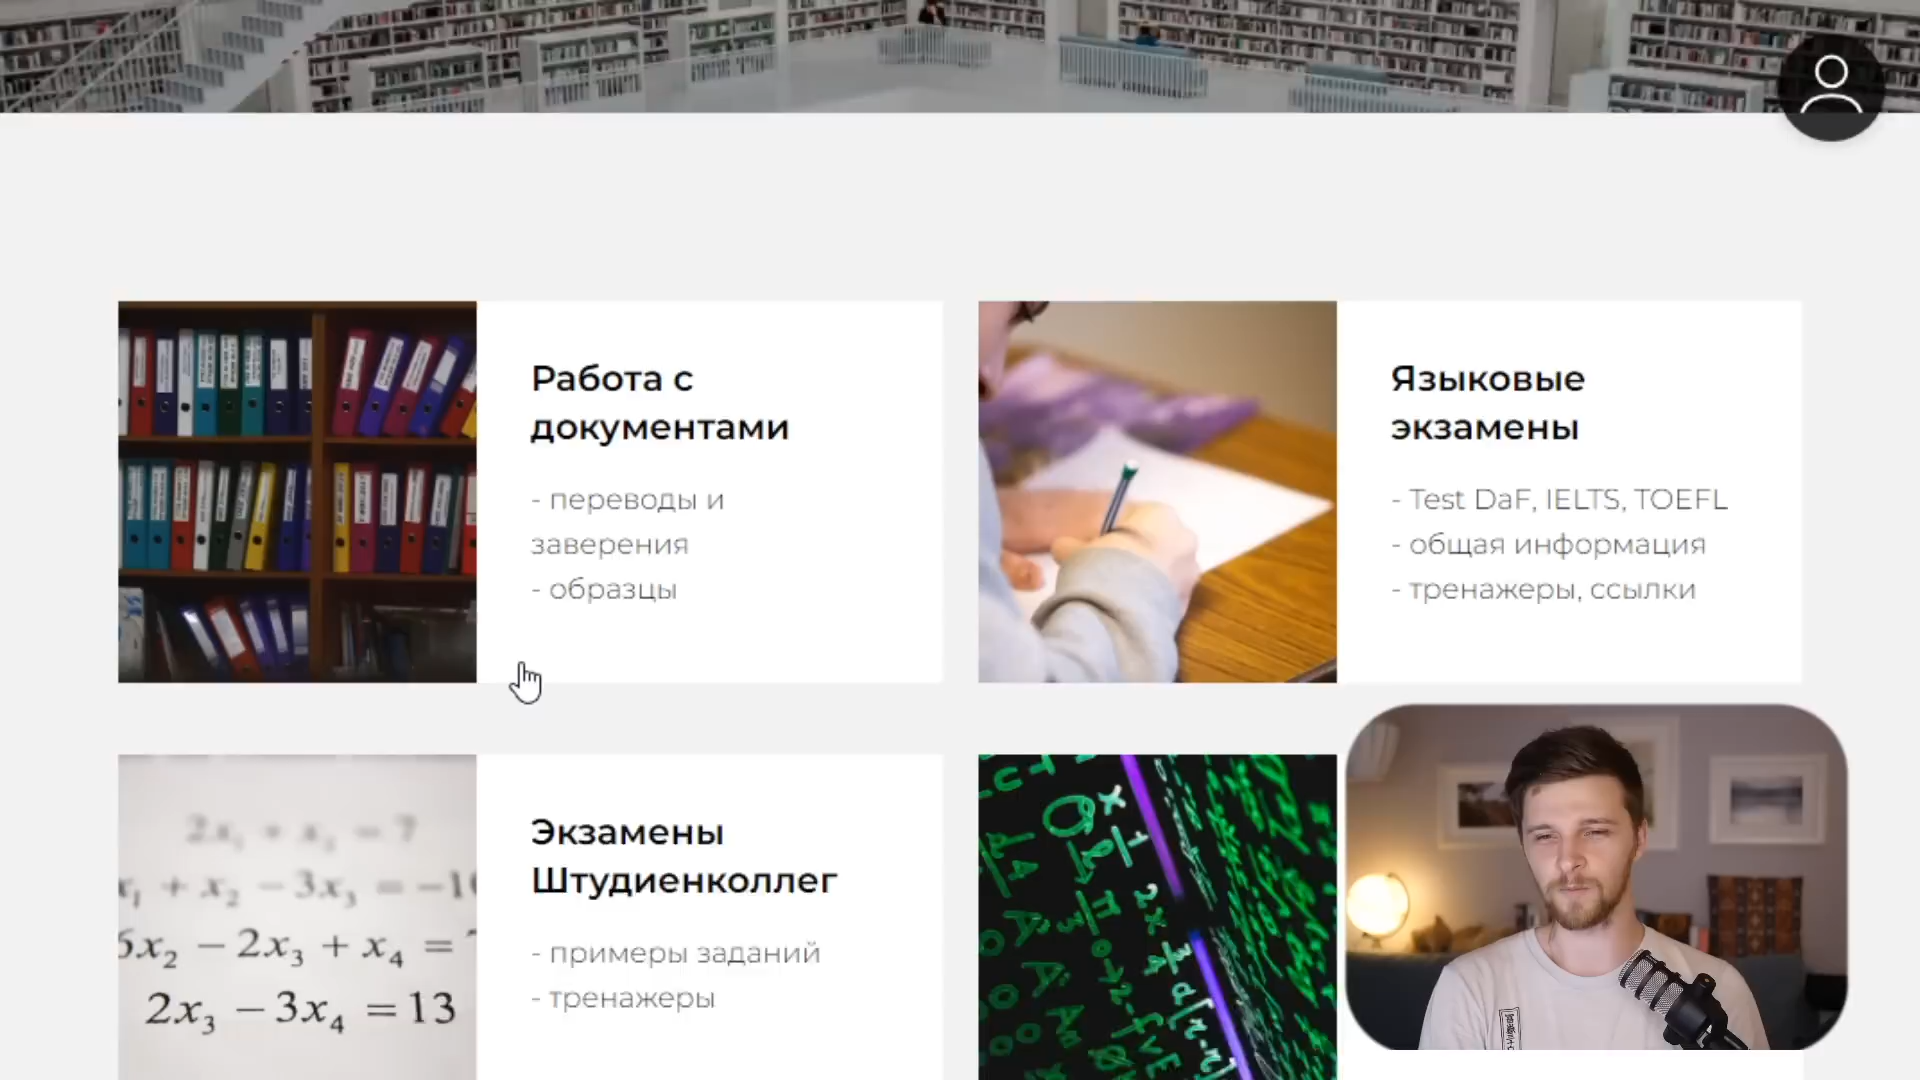 Работа с
документами
- переводы и
заверения
- образцы
Языковые
экзамены
- Test DaF, IELTS, TOEFL
- общая информация
- тренажеры, ссылки
Экзамены
Штудиенколлег
- примеры заданий
- тренажеры
2x₃ − 3x₄ = 13